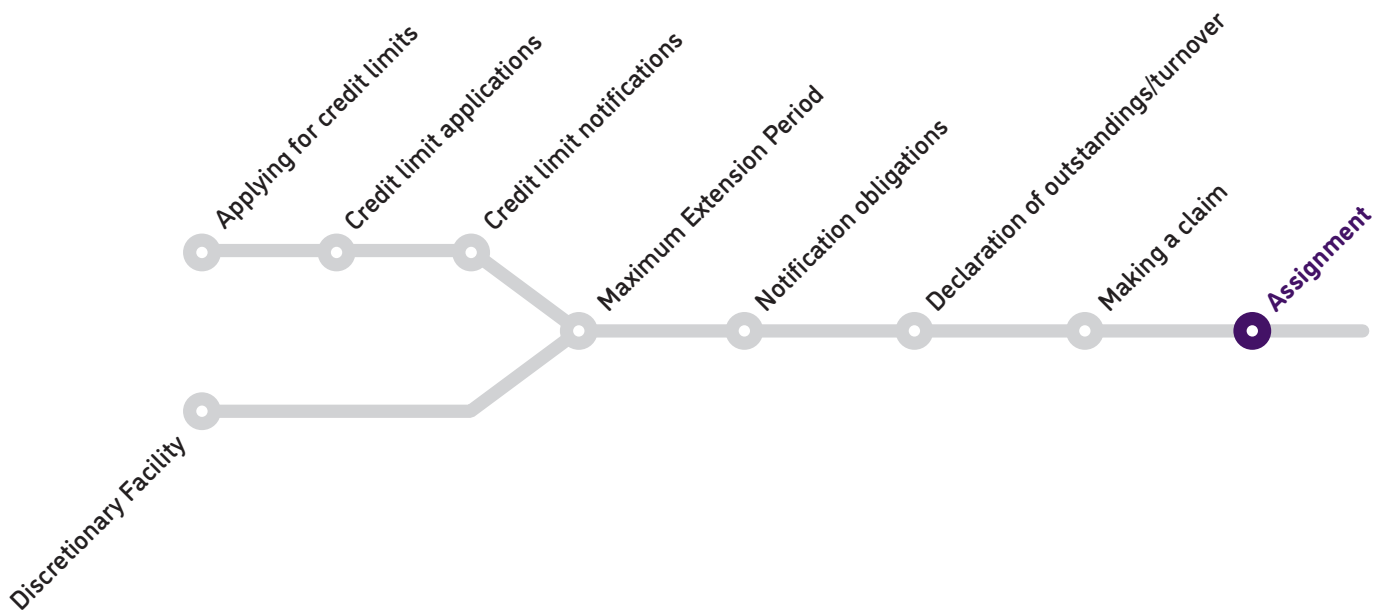 Applying for credit limits
Credit limit applications
Credit limit notifications
Maximum Extension Period
Notification obligations
Declaration of outstandings/turnover
Making a claim
Assignment
Discretionary Facility